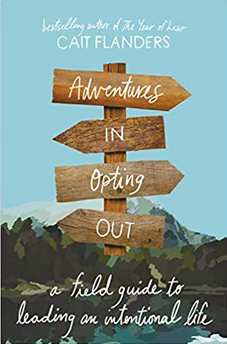 bestselling author of The Year of Less
CAIT FLANDERS
Adventures
IN
Opting
OUT
a field guide to
leading an intentional life